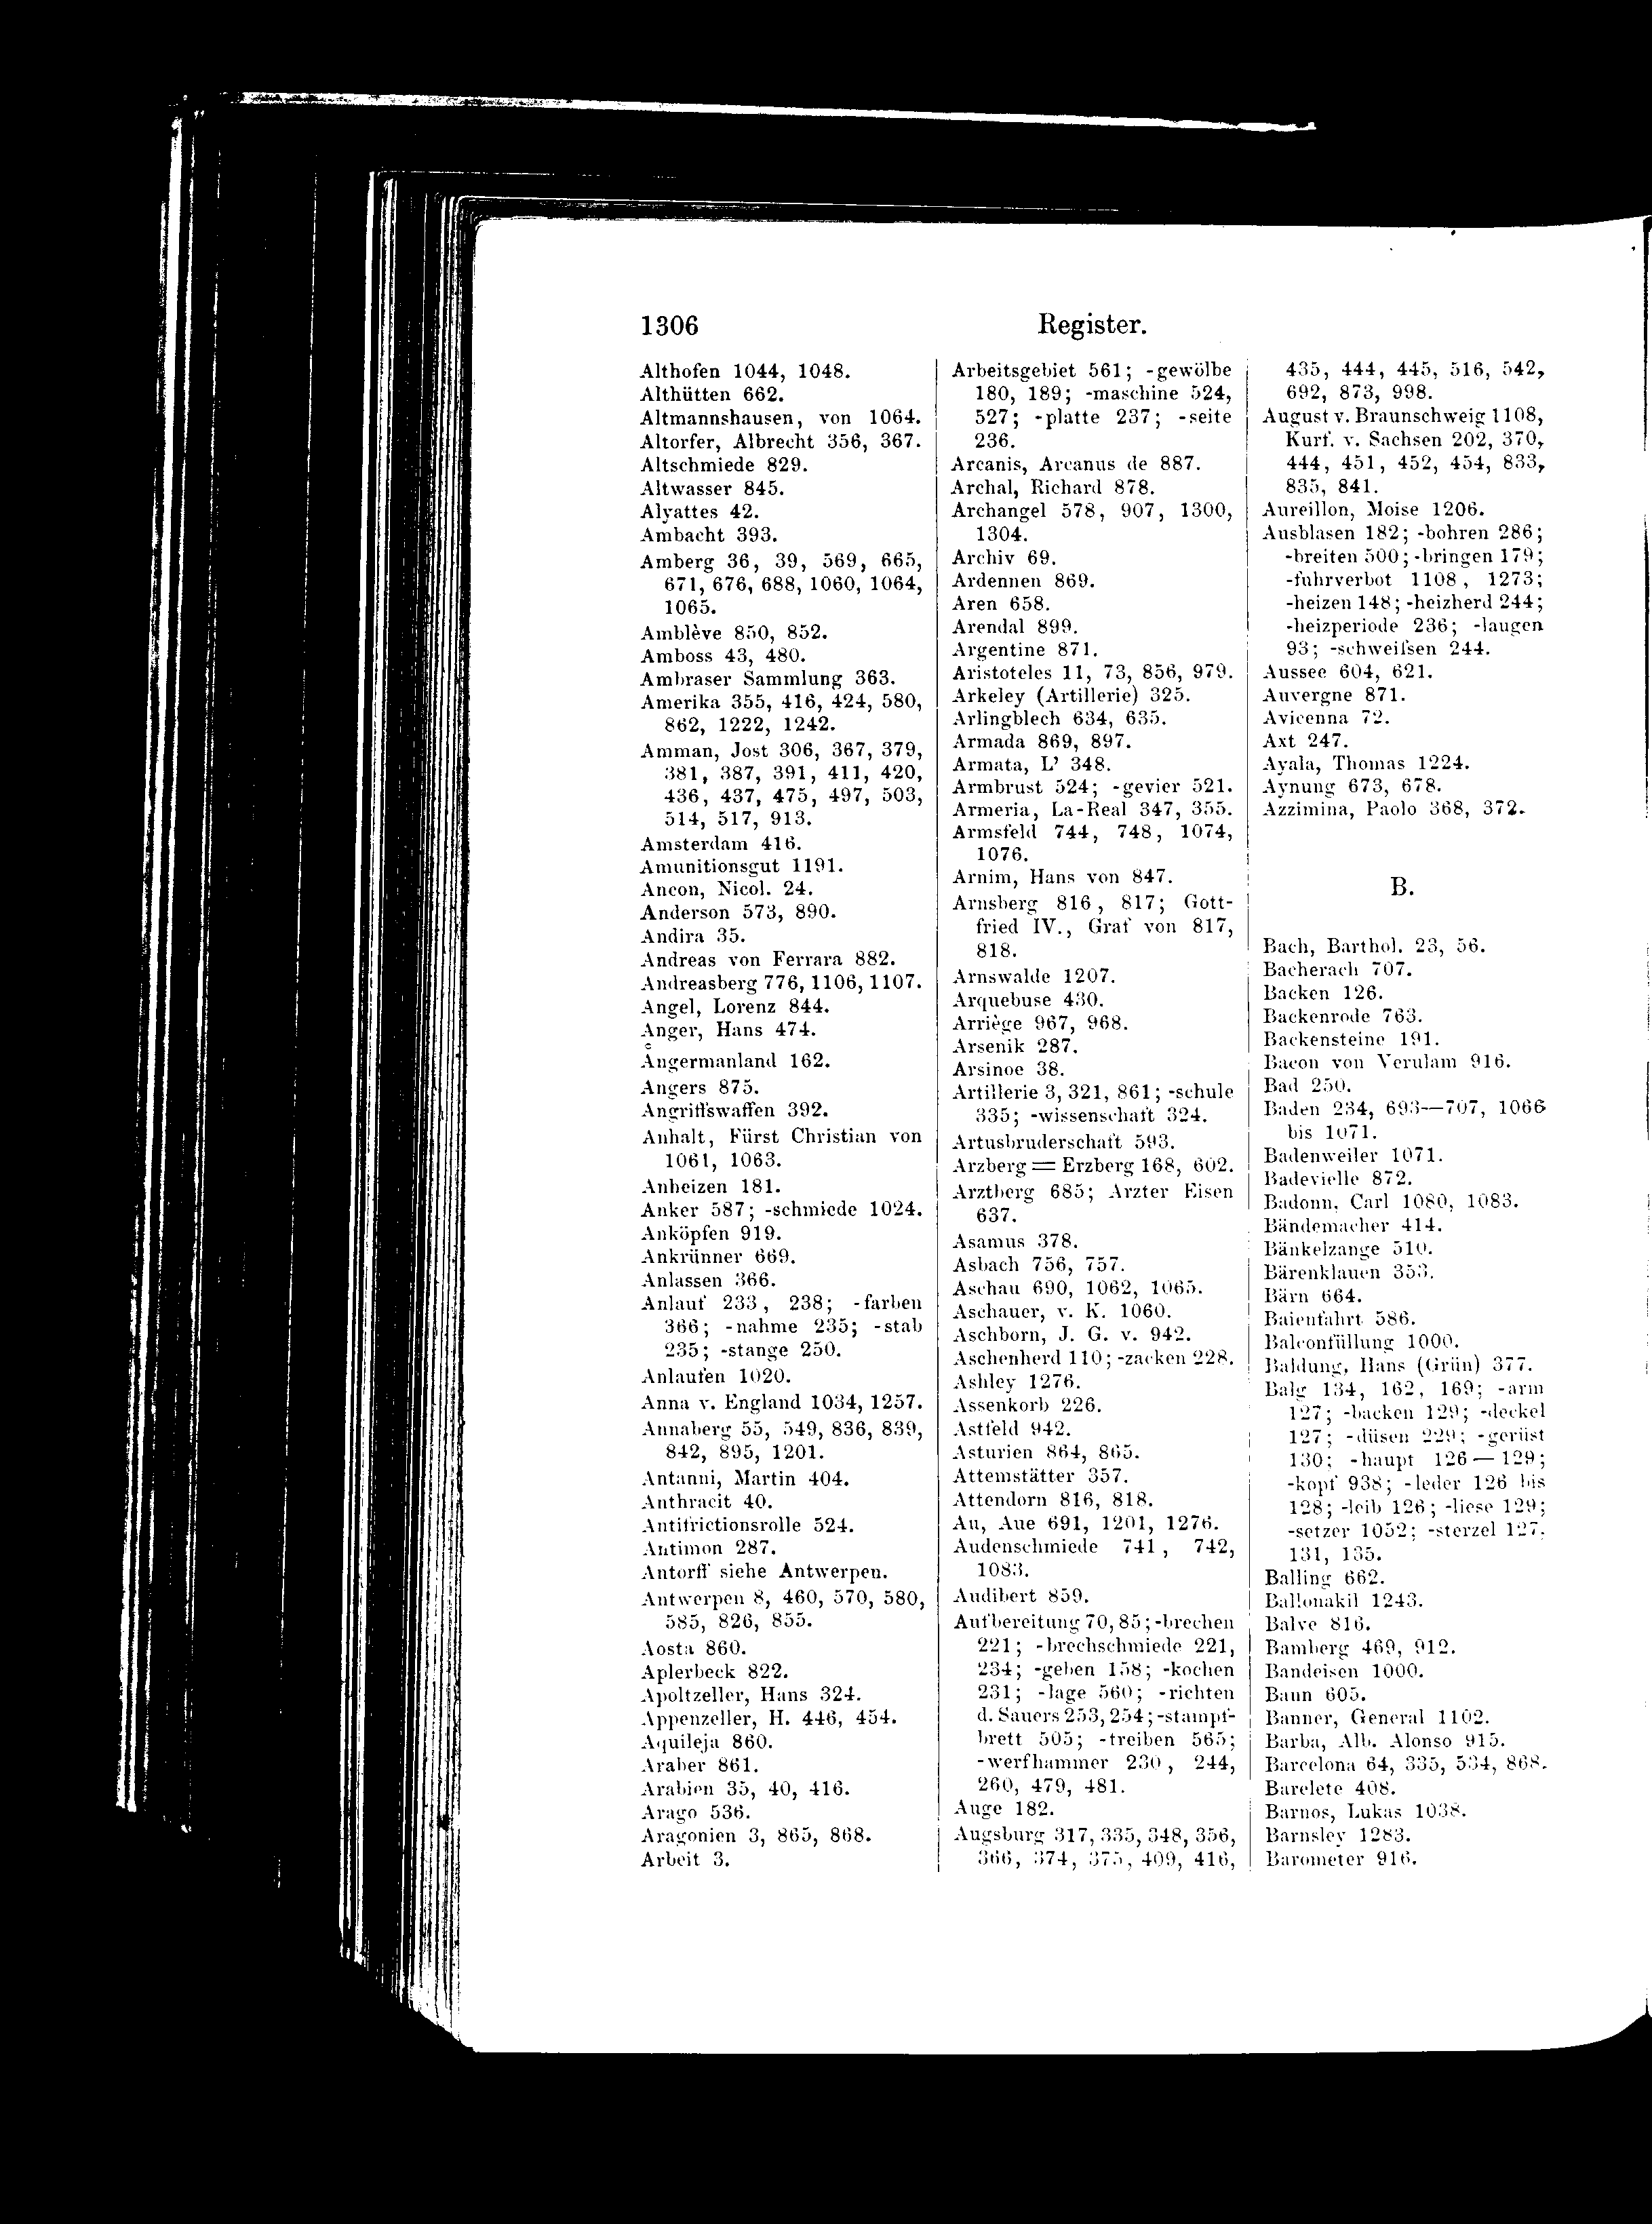 1306 Register.
Althofen 1044, 1048.
Althütten 662.
Altmannshausen, von 1064.
Altorfer, Albrecht 356, 367.
Altschmiede 829.
Altwasser 845.
Alyattes 42.
Ambacht 393.
Amberg 36, 39, 569, 665,
671, 676, 688, 1060, 1064,
1065.
Amblève 850, 852.
Amboss 43, 480.
Ambraser Sammlung 363.
Amerika 355, 416, 424, 580,
862, 1222, 1242.
Amman, Jost 306, 367, 379,
381, 387, 391, 411, 420,
436, 437, 475, 497, 503,
514, 517, 913.
Amsterdam 416.
Amunitionsgut 1191.
Ancon, Nicol. 24.
Anderson 573, 890.
Andira 35.
Andreas von Ferrara 882.
Andreasberg 776, 1106, 1107.
Angel, Lorenz 844.
Anger, Hans 474.
Ångermanland 162.
Angers 875.
Angriffswaffen 392.
Anhalt, Fürst Christian von
1061, 1063.
Anheizen 181.
Anker 587; -schmiede 1024.
Anköpfen 919.
Ankrünner 669.
Anlassen 366.
Anlauf 233, 238; -farben
366; -nahme 235; -stab
235; -stange 250.
Anlaufen 1020.
Anna v. England 1034, 1257.
Annaberg 55, 549, 836, 839,
842, 895, 1201.
Antanni, Martin 404.
Anthracit 40.
Antifrictionsrolle 524.
Antimon 287.
Antorff siehe Antwerpen.
Antwerpen 8, 460, 570, 580,
585, 826, 855.
Aosta 860.
Aplerbeck 822.
Apoltzeller, Hans 324.
Appenzeller, H. 446, 454.
Aquileja 860.
Araber 861.
Arabien 35, 40, 416.
Arago 536.
Aragonien 3, 865, 868.
Arbeit 3.
Arbeitsgebiet 561; -gewölbe
180, 189; -maschine 524,
527; -platte 237; -seite
236.
Arcanis, Arcanus de 887.
Archal, Richard 878.
Archangel 578, 907, 1300,
1304.
Archiv 69.
Ardennen 869.
Aren 658.
Arendal 899.
Argentine 871.
Aristoteles 11, 73, 856, 979.
Arkeley (Artillerie) 325.
Arlingblech 634, 635.
Armada 869, 897.
Armata, L' 348.
Armbrust 524; -gevier 521.
Armeria, La-Real 347, 355.
Armsfeld 744, 748, 1074,
1076.
Arnim, Hans von 847.
Arnsberg 816, 817; Gott-
fried IV., Graf von 817,
818.
Arnswalde 1207.
Arquebuse 430.
Arriège 967, 968.
Arsenik 287.
Arsinoe 38.
Artillerie 3, 321, 861; -schule
335; -wissenschaft 324.
Artusbruderschaft 593.
Arzberg = Erzberg 168, 602.
Arztberg 685; Arzter Eisen
637.
Asamus 378.
Asbach 756, 757.
Aschau 690, 1062, 1065.
Aschauer, v. K. 1060.
Aschborn, J. G. v. 942.
Aschenherd 110; -zacken 228.
Ashley 1276.
Assenkorb 226.
Astfeld 942.
Asturien 864, 865.
Attemstätter 357.
Attendorn 816, 818.
Au, Aue 691, 1201, 1276.
Audenschmiede 741, 742,
1083.
Audibert 859.
Aufbereitung 70, 85; -brechen
221; -brechschmiede 221,
234; -geben 158; -kochen
231; -lage 560; -richten
d. Sauers 253, 254; -stampf-
brett 505; -treiben 565;
-werfhammer 230, 244,
260, 479, 481.
Auge 182.
Augsburg 317, 335, 348, 356,
366, 374, 375, 409, 416,
435, 444, 445, 516, 542,
692, 873, 998.
August v. Braunschweig 1108,
Kurf. v. Sachsen 202, 370,
444, 451, 452, 454, 833,
835, 841.
Aureillon, Moise 1206.
Ausblasen 182; -bohren 286;
-breiten 500; -bringen 179;
-fuhrverbot 1108, 1273;
-heizen 148; -heizherd 244;
-heizperiode 236; -laugen
93; -schweifsen 244.
Aussee 604, 621.
Auvergne 871.
Avicenna 72.
Axt 247.
Ayala, Thomas 1224.
Aynung 673, 678.
Azzimina, Paolo 368, 372.
B.
Bach, Barthol. 23, 56.
Bacherach 707.
Backen 126.
Backenrode 763.
Backensteine 191.
Bacon von Verulam 916.
Bad 250.
Baden 234, 693—707, 1066
bis 1071.
Badenweiler 1071.
Badevielle 872.
Badonn, Carl 1080, 1083.
Bändemacher 414.
Bänkelzange 510.
Bärenklauen 353.
Bärn 664.
Baienfahrt 586.
Balconfüllung 1000.
Baldung, Hans (Grün) 377.
Balg 134, 162, 169; -arm
127; -backen 129; -deckel
127; -düsen 229; -gerüst
130; -haupt 126—129;
-kopf 938; -leder 126 bis
128; -leib 126; -liese 129;
-setzer 1052; -sterzel 127,
131, 135.
Balling 662.
Ballonakil 1243.
Balve 816.
Bamberg 469, 912.
Bandeisen 1000.
Bann 605.
Banner, General 1102.
Barba, Alb. Alonso 915.
Barcelona 64, 335, 534, 868.
Barelete 408.
Barnos, Lukas 1038.
Barnsley 1283.
Barometer 916.